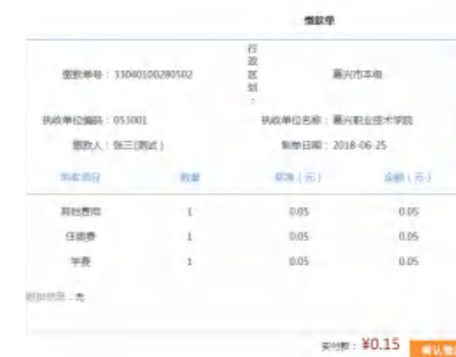 缴款单
缴款单号：33040100280502 行政区划： 嘉兴市本级
执收单位编码：053001 执收单位名称：嘉兴职业技术学院
缴款人：张三(测试) 制单日期：2018-06-25
执收项目 数量 标准（元） 金额（元）
其他费用 1 0.05 0.05
住宿费 1 0.05 0.05
学费 1 0.05 0.05
附加信息：无
实付款：¥0.15 确认缴